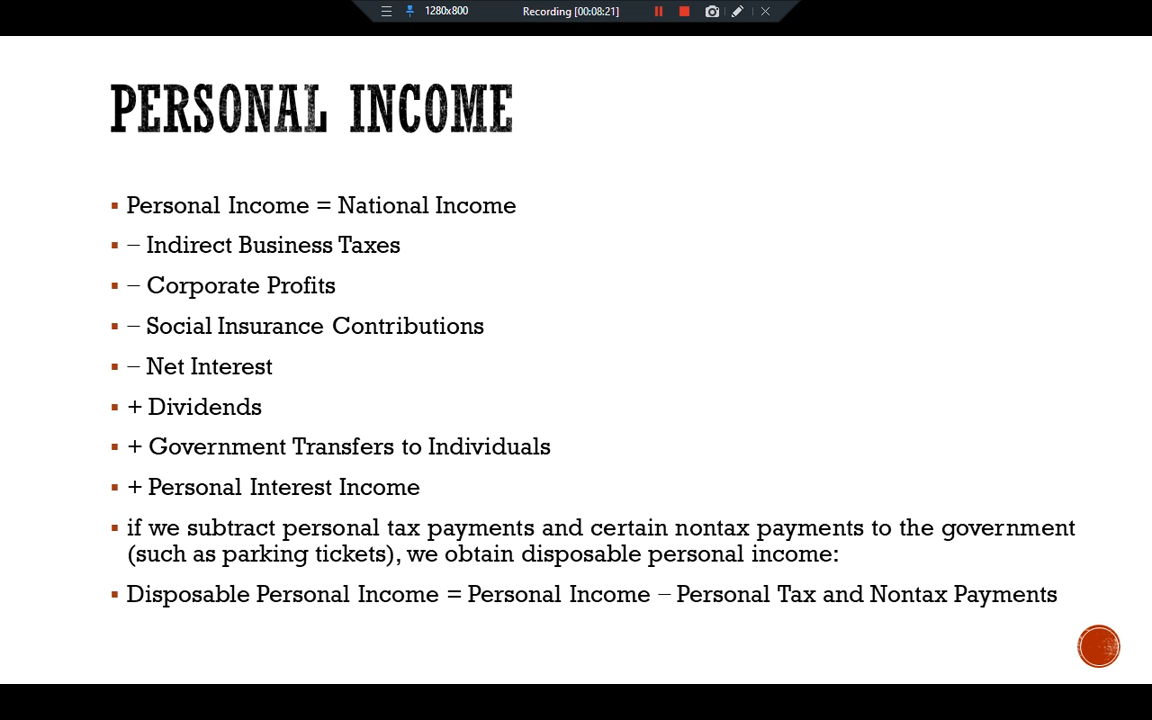 1280x800 Recording [00:08:21]
PERSONAL INCOME
▪ Personal Income = National Income
▪ – Indirect Business Taxes
▪ – Corporate Profits
▪ – Social Insurance Contributions
▪ – Net Interest
▪ + Dividends
▪ + Government Transfers to Individuals
▪ + Personal Interest Income
▪ if we subtract personal tax payments and certain nontax payments to the government
(such as parking tickets), we obtain disposable personal income:
▪ Disposable Personal Income = Personal Income – Personal Tax and Nontax Payments